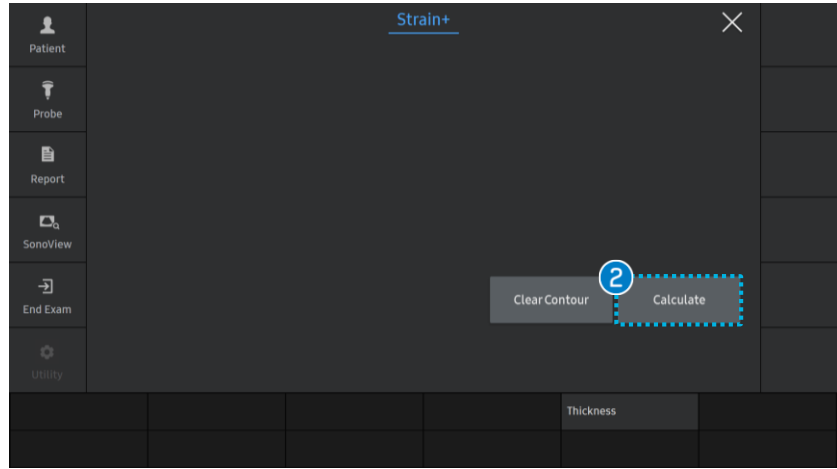 Strain+
Patient
Probe
Report
SonoView
End Exam
Utility
2
Clear Contour
Calculate
Thickness